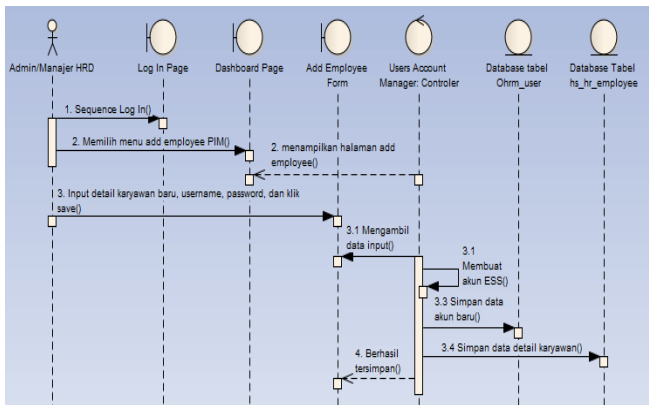 Admin/Manajer HRD
Log In Page
Dashboard Page
Add Employee
Form
Users Account
Manager: Controler
Database tabel
Ohrm_user
Database Tabel
hs_hr_employee
1. Sequence Log In()
2. Memilih menu add employee PIM()
2. menampilkan halaman add
employee()
3. Input detail karyawan baru, username, password, dan klik
save()
3.1 Mengambil
data input()
3.1
Membuat
akun ESS()
3.3 Simpan data
akun baru()
3.4 Simpan data detail karyawan()
4. Berhasil
tersimpan()